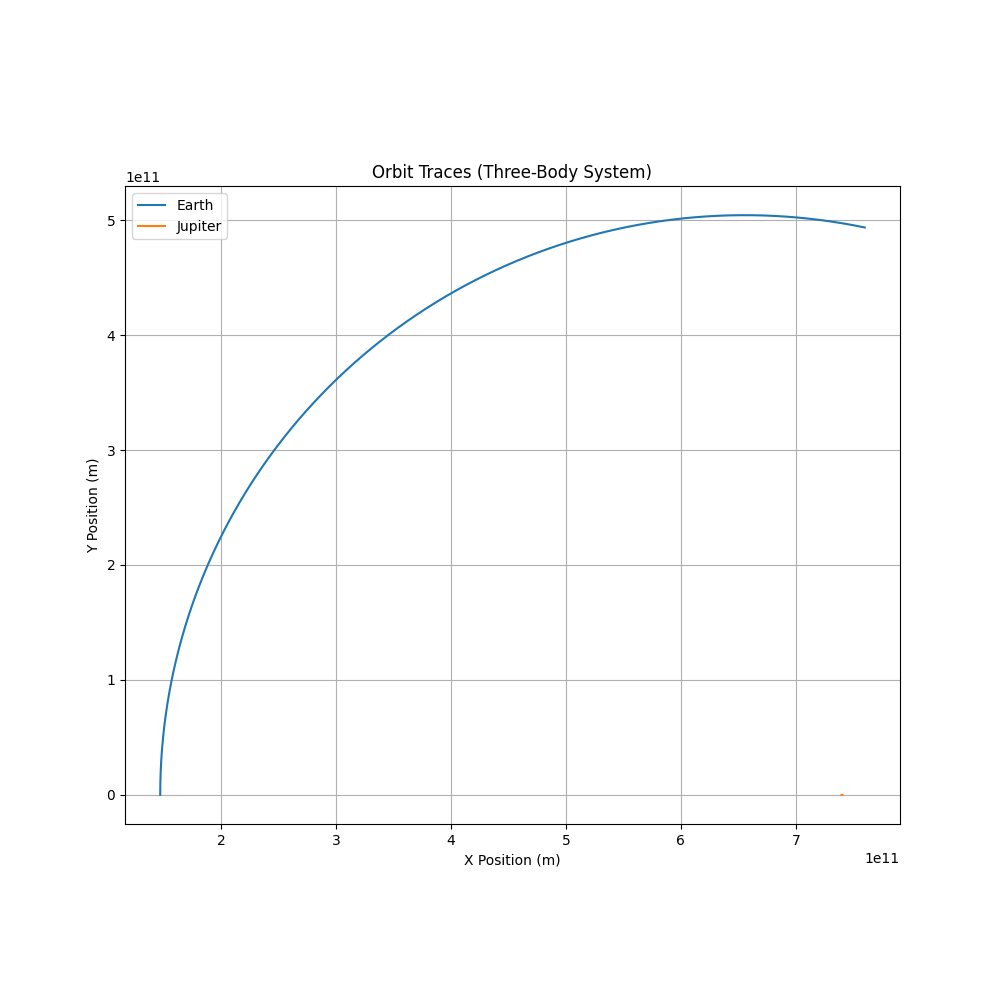 Orbit Traces (Three-Body System)
1e11
Earth
Jupiter
5
4
3
2
1
0
Y Position (m)
2 3 4 5 6 7
X Position (m)
1e11